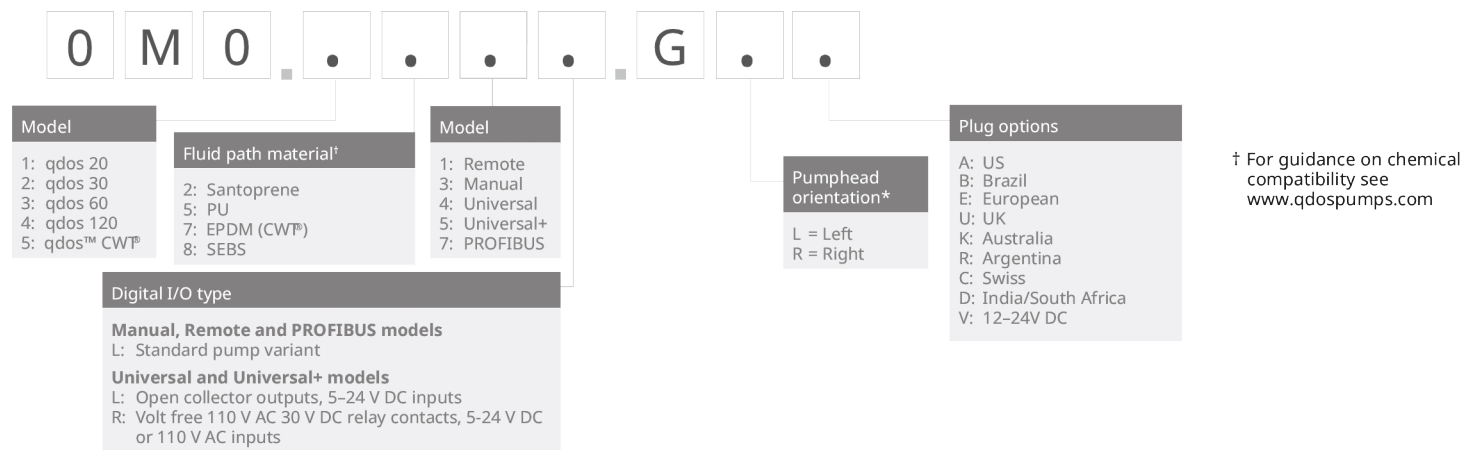 0 M 0 . . . . . . G . .
Model
1: qdos 20
2: qdos 30
3: qdos 60
4: qdos 120
5: qdos™ CWT®
Fluid path material†
2: Santoprene
5: PU
7: EPDM (CWT®)
8: SEBS
Model
1: Remote
3: Manual
4: Universal
5: Universal+
7: PROFIBUS
Digital I/O type
Manual, Remote and PROFIBUS models
L: Standard pump variant
Universal and Universal+ models
L: Open collector outputs, 5–24 V DC inputs
R: Volt free 110 V AC 30 V DC relay contacts, 5-24 V DC
or 110 V AC inputs
Pumphead
orientation*
L = Left
R = Right
Plug options
A: US
B: Brazil
E: European
U: UK
K: Australia
R: Argentina
C: Swiss
D: India/South Africa
V: 12–24V DC
† For guidance on chemical
compatibility see
www.qdospumps.com